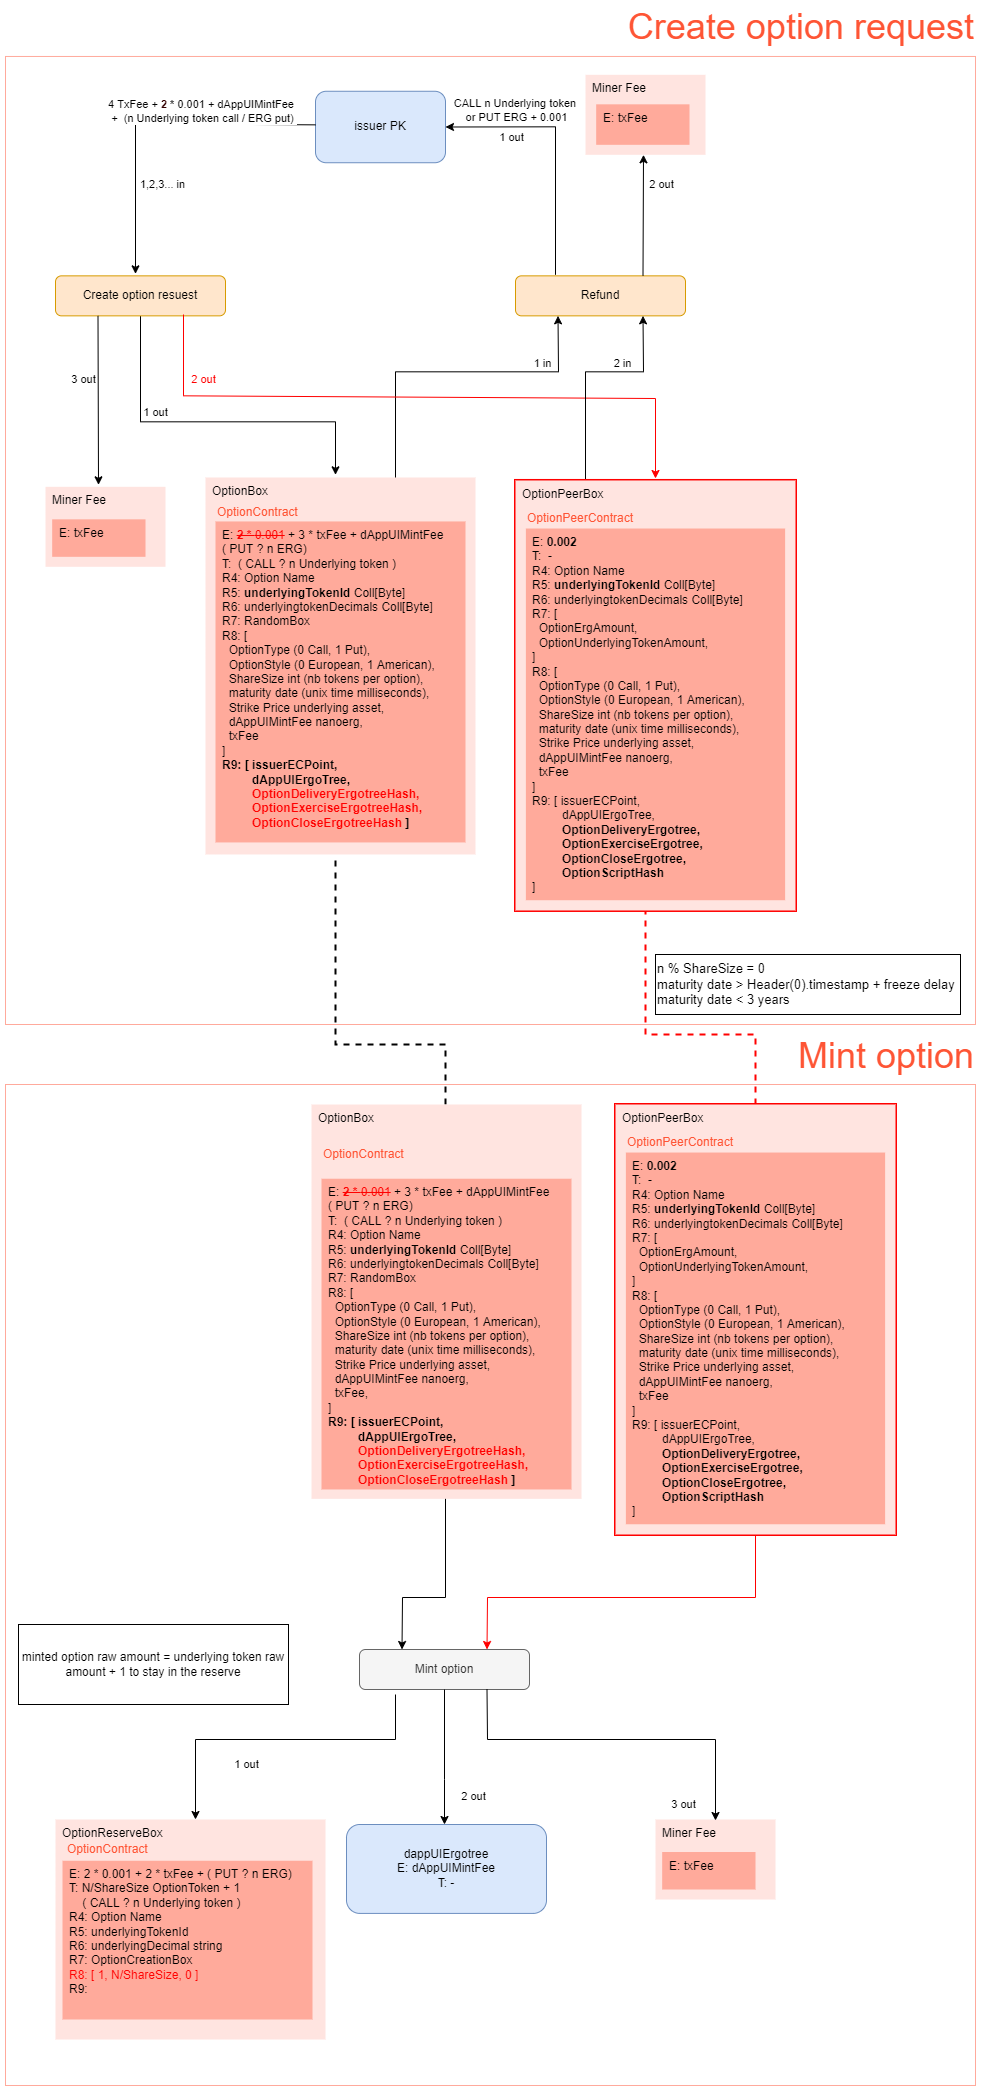 Create option request
4 TxFee + 2 * 0.001 + dAppUIMintFee
+  (n Underlying token call / ERG put)
issuer PK
CALL n Underlying token
or PUT ERG + 0.001
1 out
Miner Fee
E: txFee
1,2,3... in
2 out
Create option resuest
Refund
3 out
2 out
1 out
1 in
2 in
Miner Fee
E: txFee
OptionBox
OptionContract
E: 2 * 0.001 + 3 * txFee + dAppUIMintFee
( PUT ? n ERG)
T:  ( CALL ? n Underlying token )
R4: Option Name
R5: underlyingTokenId Coll[Byte]
R6: underlyingtokenDecimals Coll[Byte]
R7: RandomBox
R8: [
OptionType (0 Call, 1 Put),
OptionStyle (0 European, 1 American),
ShareSize int (nb tokens per option),
maturity date (unix time milliseconds),
Strike Price underlying asset,
dAppUIMintFee nanoerg,
txFee
]
R9: [ issuerECPoint,
dAppUIErgoTree,
OptionDeliveryErgotreeHash,
OptionExerciseErgotreeHash,
OptionCloseErgotreeHash ]
OptionPeerBox
OptionPeerContract
E: 0.002
T:  -
R4: Option Name
R5: underlyingTokenId Coll[Byte]
R6: underlyingtokenDecimals Coll[Byte]
R7: [
OptionErgAmount,
OptionUnderlyingTokenAmount,
]
R8: [
OptionType (0 Call, 1 Put),
OptionStyle (0 European, 1 American),
ShareSize int (nb tokens per option),
maturity date (unix time milliseconds),
Strike Price underlying asset,
dAppUIMintFee nanoerg,
txFee
]
R9: [ issuerECPoint,
dAppUIErgoTree,
OptionDeliveryErgotree,
OptionExerciseErgotree,
OptionCloseErgotree,
OptionScriptHash
]
n % ShareSize = 0
maturity date > Header(0).timestamp + freeze delay
maturity date < 3 years
Mint option
OptionBox
OptionContract
E: 2 * 0.001 + 3 * txFee + dAppUIMintFee
( PUT ? n ERG)
T:  ( CALL ? n Underlying token )
R4: Option Name
R5: underlyingTokenId Coll[Byte]
R6: underlyingtokenDecimals Coll[Byte]
R7: RandomBox
R8: [
OptionType (0 Call, 1 Put),
OptionStyle (0 European, 1 American),
ShareSize int (nb tokens per option),
maturity date (unix time milliseconds),
Strike Price underlying asset,
dAppUIMintFee nanoerg,
txFee,
]
R9: [ issuerECPoint,
dAppUIErgoTree,
OptionDeliveryErgotreeHash,
OptionExerciseErgotreeHash,
OptionCloseErgotreeHash ]
OptionPeerBox
OptionPeerContract
E: 0.002
T:  -
R4: Option Name
R5: underlyingTokenId Coll[Byte]
R6: underlyingtokenDecimals Coll[Byte]
R7: [
OptionErgAmount,
OptionUnderlyingTokenAmount,
]
R8: [
OptionType (0 Call, 1 Put),
OptionStyle (0 European, 1 American),
ShareSize int (nb tokens per option),
maturity date (unix time milliseconds),
Strike Price underlying asset,
dAppUIMintFee nanoerg,
txFee
]
R9: [ issuerECPoint,
dAppUIErgoTree,
OptionDeliveryErgotree,
OptionExerciseErgotree,
OptionCloseErgotree,
OptionScriptHash
]
minted option raw amount = underlying token raw
amount + 1 to stay in the reserve
Mint option
1 out
2 out
3 out
OptionReserveBox
OptionContract
E: 2 * 0.001 + 2 * txFee + ( PUT ? n ERG)
T: N/ShareSize OptionToken + 1
( CALL ? n Underlying token )
R4: Option Name
R5: underlyingTokenId
R6: underlyingDecimal string
R7: OptionCreationBox
R8: [ 1, N/ShareSize, 0 ]
R9:
dappUIErgotree
E: dAppUIMintFee
T: -
Miner Fee
E: txFee